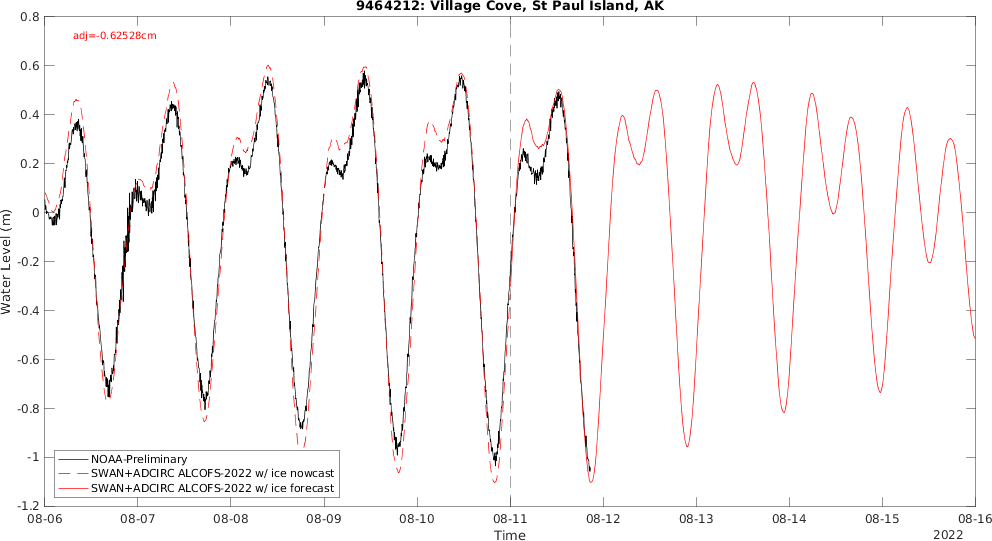 9464212: Village Cove, St Paul Island, AK
adj=-0.62528cm
0.8
0.6
0.4
0.2
0
-0.2
-0.4
-0.6
-0.8
-1
-1.2
Water Level (m)
NOAA-Preliminary
SWAN+ADCIRC ALCOFS-2022 w/ ice nowcast
SWAN+ADCIRC ALCOFS-2022 w/ ice forecast
08-06 08-07 08-08 08-09 08-10 08-11 08-12 08-13 08-14 08-15 08-16
Time
2022